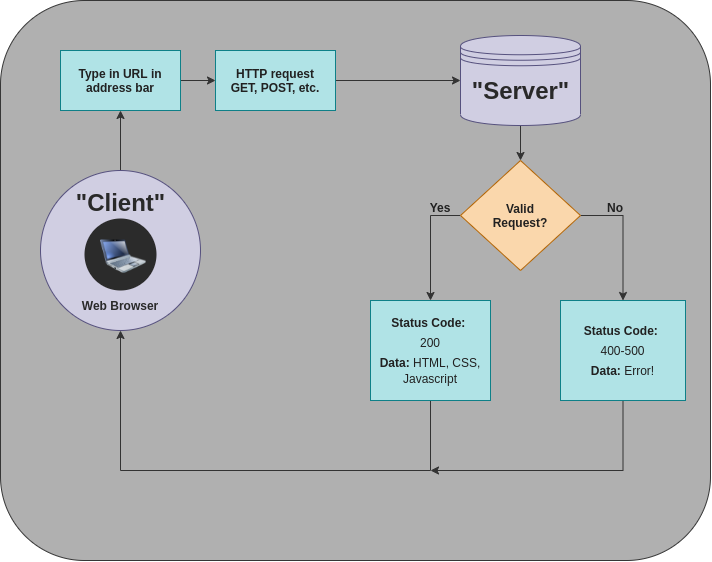 Type in URL in
address bar
HTTP request
GET, POST, etc.
"Server"
"Client"
Web Browser
Valid
Request?
Yes
No
Status Code:
200
Data: HTML, CSS,
Javascript
Status Code:
400-500
Data: Error!